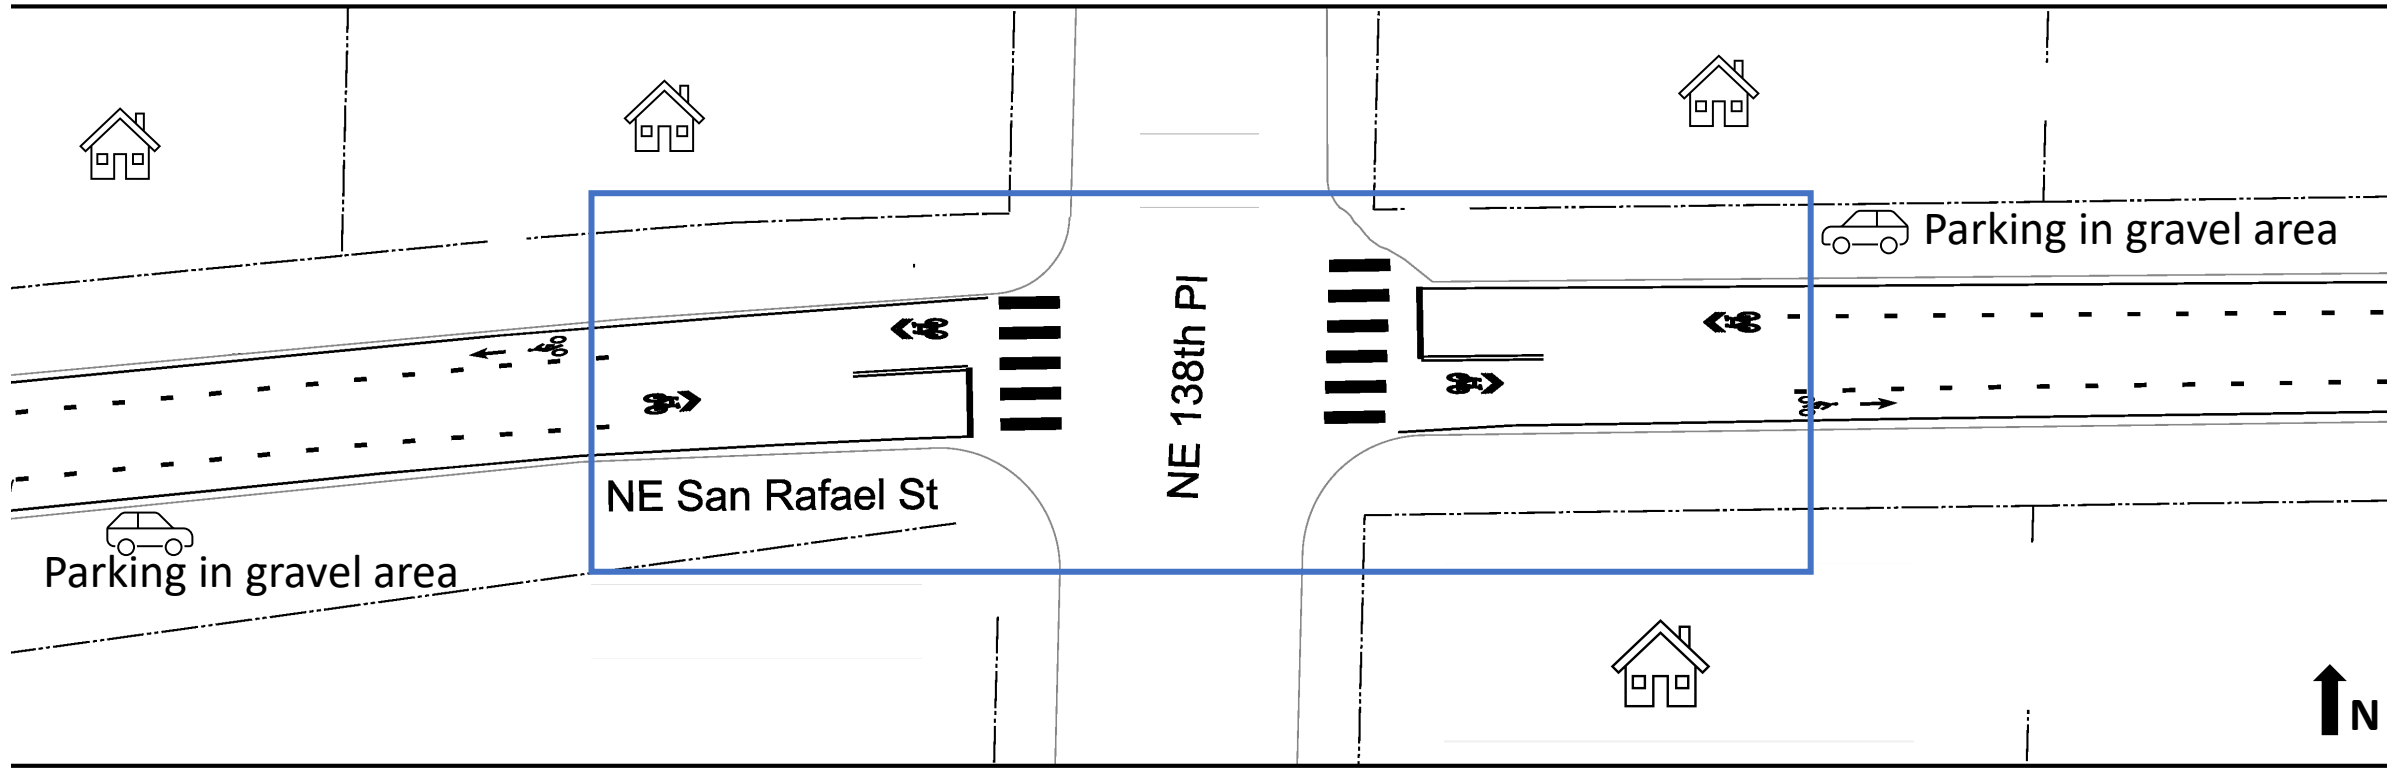 Parking in gravel area
NE 138th Pl
NE San Rafael St
Parking in gravel area
N